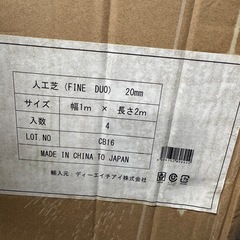 人工芝 (FINE DUO) 20mm
サイズ 幅1m × 長さ2m
入数 4
LOT.NO CB16
MADE IN CHINA TO JAPAN
輸入元:ディーエイチアイ株式会社